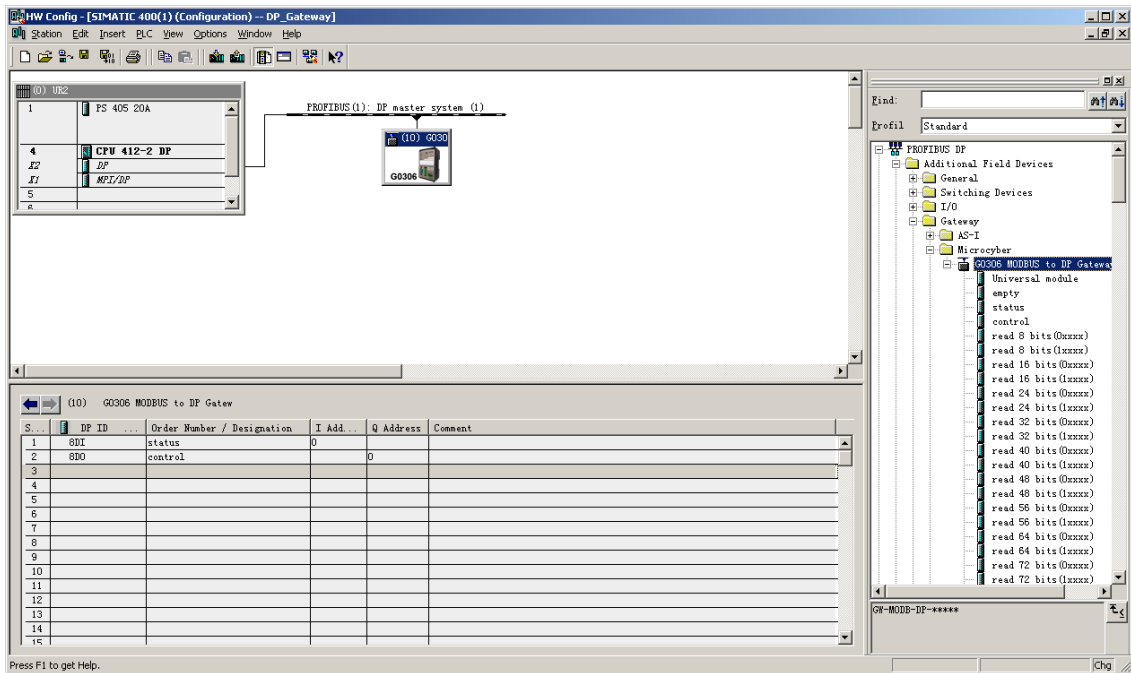 HW Config - [SIMATIC 400(1) (Configuration) -- DP_Gateway]
Station Edit Insert PLC View Options Window Help
(0) UR2
1 PS 405 20A
4 CPU 412-2 DP
X2 DP
X1 MPI/DP
5
6
PROFIBUS(1): DP master system (1)
(10) G030
G0306
Find:
Profil Standard
PROFIBUS DP
Additional Field Devices
General
Switching Devices
I/O
Gateway
AS-I
Microcyber
G0306 MODBUS to DP Gateway
Universal module
empty
status
control
read 8 bits(0xxxx)
read 8 bits(1xxxx)
read 16 bits(0xxxx)
read 16 bits(1xxxx)
read 24 bits(0xxxx)
read 24 bits(1xxxx)
read 32 bits(0xxxx)
read 32 bits(1xxxx)
read 40 bits(0xxxx)
read 40 bits(1xxxx)
read 48 bits(0xxxx)
read 48 bits(1xxxx)
read 56 bits(0xxxx)
read 56 bits(1xxxx)
read 64 bits(0xxxx)
read 64 bits(1xxxx)
read 72 bits(0xxxx)
read 72 bits(1xxxx)
GW-MODB-DP-*****
(10) G0306 MODBUS to DP Gatew
S... DP ID ... Order Number / Designation I Add... Q Address Comment
1 8DI status 0
2 8DO control 0
3
4
5
6
7
8
9
10
11
12
13
14
15
Press F1 to get Help.
Chg